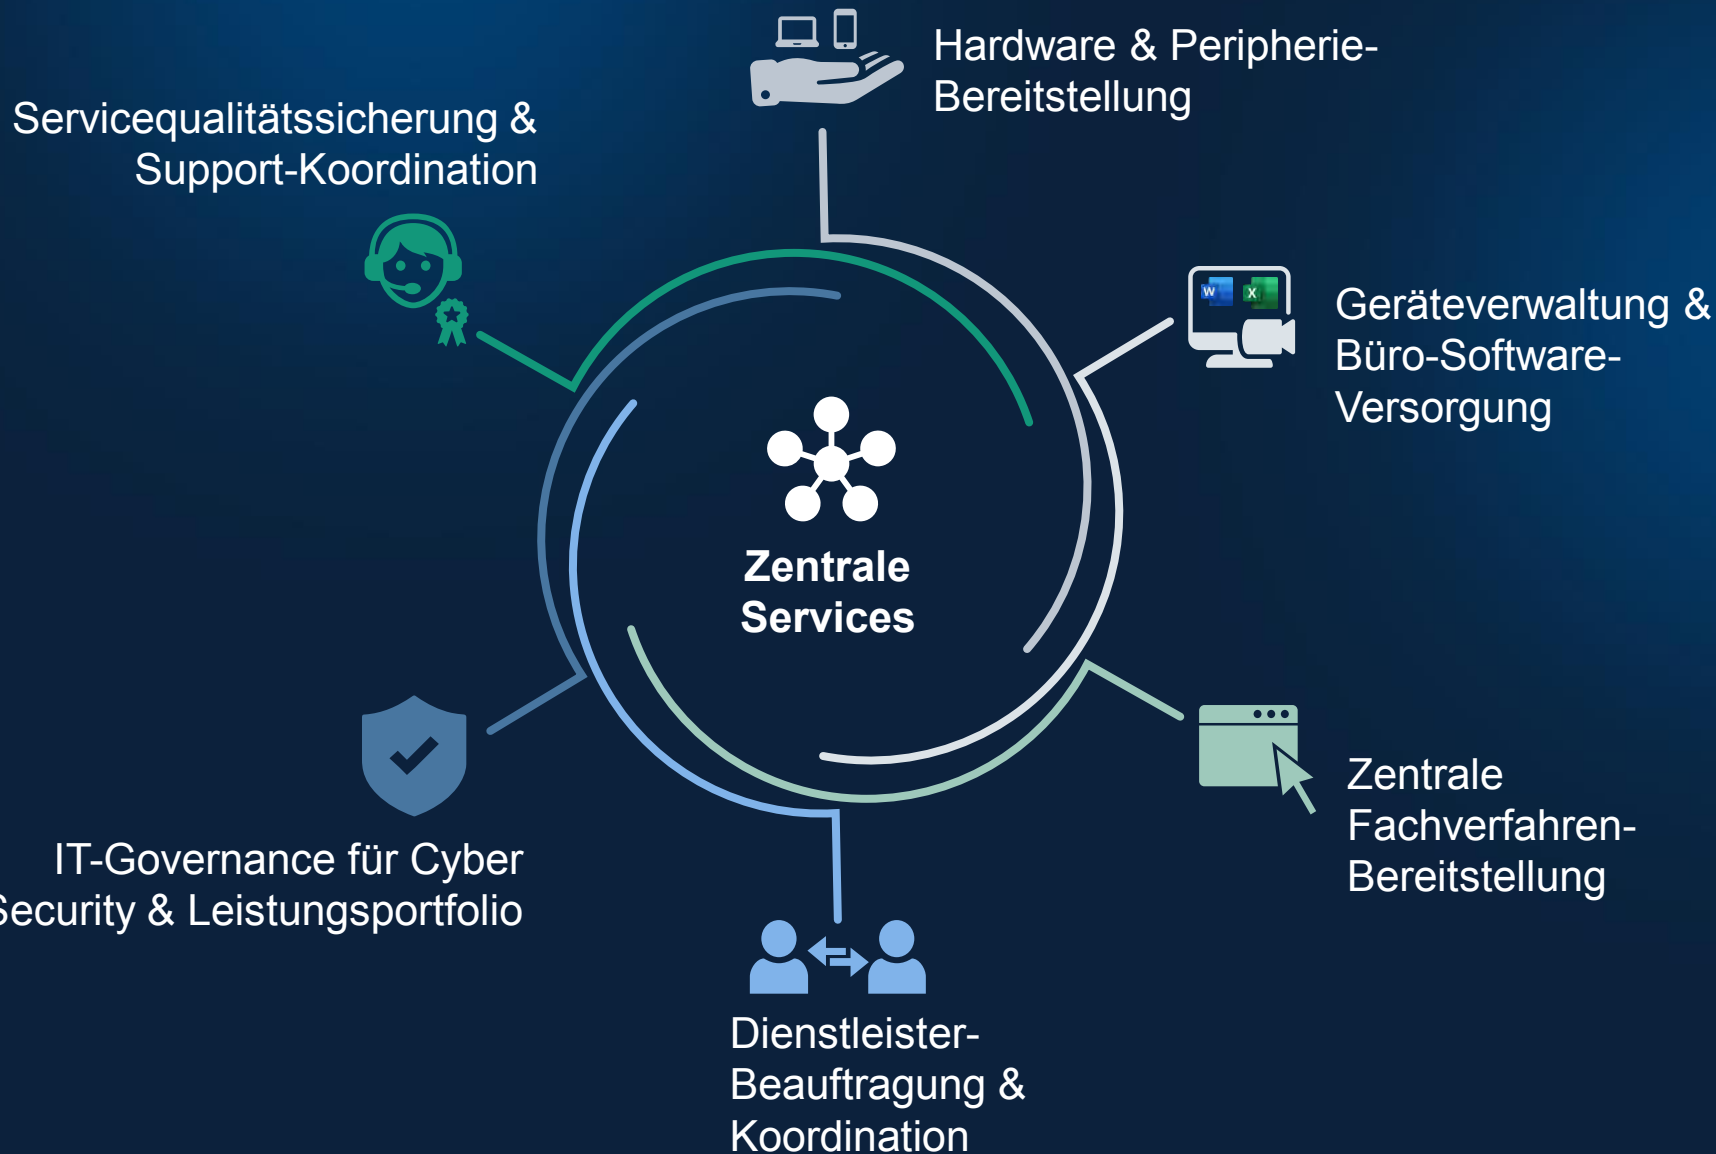 Hardware & Peripherie-
Bereitstellung
Servicequalitätssicherung &
Support-Koordination
W X
Geräteverwaltung &
Büro-Software-
Versorgung
Zentrale
Services
Zentrale
Fachverfahren-
Bereitstellung
IT-Governance für Cyber
Security & Leistungsportfolio
Dienstleister-
Beauftragung &
Koordination